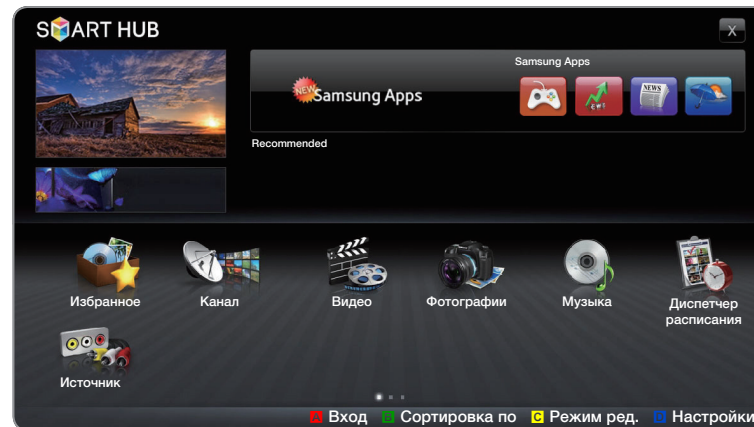 SMART HUB
X
Samsung Apps
NEW
Samsung Apps
NEWS
Recommended
Избранное
Канал
Видео
Фотографии
Музыка
Диспетчер
расписания
Источник
A Вход B Сортировка по C Режим ред. D Настройки